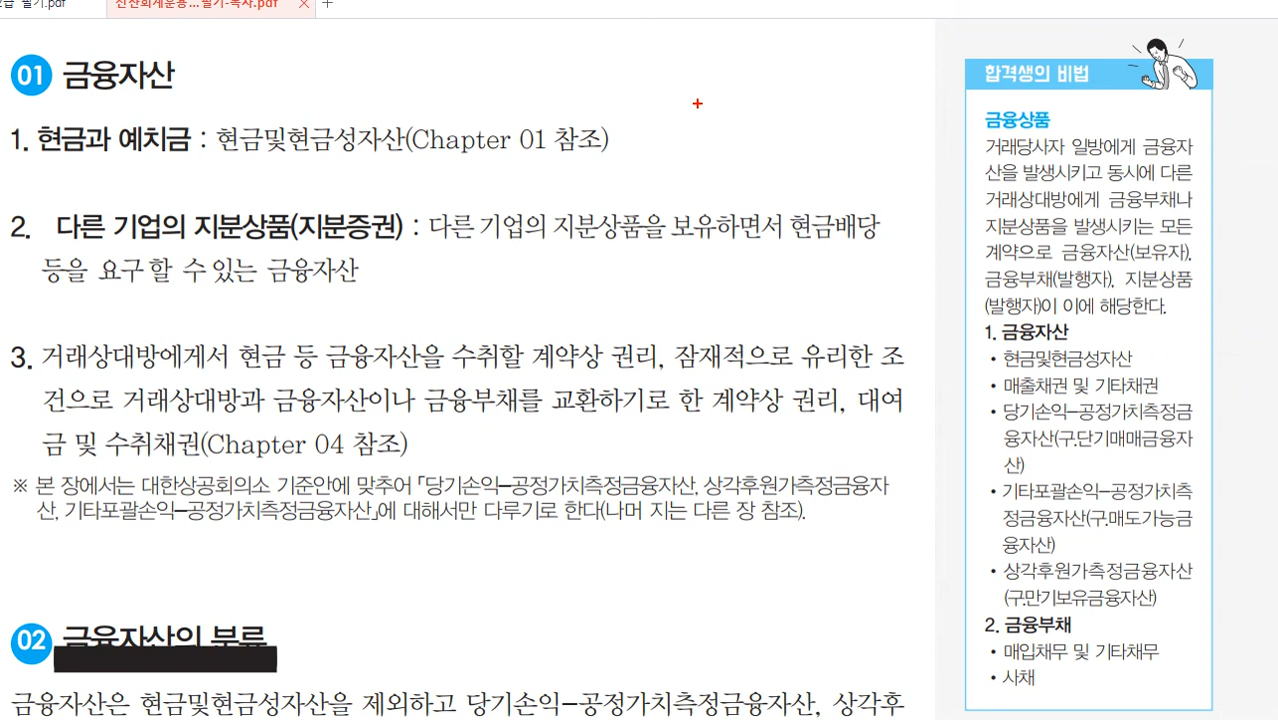 필기.pdf
필기-복사.pdf
01 금융자산
1. 현금과 예치금 : 현금및현금성자산(Chapter 01 참조)
2. 다른 기업의 지분상품(지분증권) : 다른 기업의 지분상품을 보유하면서 현금배당
등을 요구 할 수 있는 금융자산
3. 거래상대방에게서 현금 등 금융자산을 수취할 계약상 권리, 잠재적으로 유리한 조
건으로 거래상대방과 금융자산이나 금융부채를 교환하기로 한 계약상 권리, 대여
금 및 수취채권(Chapter 04 참조)
※ 본 장에서는 대한상공회의소 기준안에 맞추어 「당기손익-공정가치측정금융자산, 상각후원가측정금융자
산, 기타포괄손익-공정가치측정금융자산」에 대해서만 다루기로 한다(나머 지는 다른 장 참조).
02 금융자산의 분류
금융자산은 현금및현금성자산을 제외하고 당기손익-공정가치측정금융자산, 상각후
합격생의 비법
금융상품
거래당사자 일방에게 금융자
산을 발생시키고 동시에 다른
거래상대방에게 금융부채나
지분상품을 발생시키는 모든
계약으로 금융자산(보유자),
금융부채(발행자), 지분상품
(발행자)이 이에 해당한다.
1. 금융자산
• 현금및현금성자산
• 매출채권 및 기타채권
• 당기손익-공정가치측정금
융자산(구.단기매매금융자
산)
• 기타포괄손익-공정가치측
정금융자산(구.매도가능금
융자산)
• 상각후원가측정금융자산
(구.만기보유금융자산)
2. 금융부채
• 매입채무 및 기타채무
• 사채